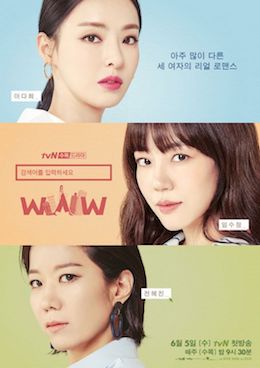 아주 많이 다른
세 여자의 리얼 로맨스
이다희
tvN 수목드라마
검색어를 입력하세요
WWW
임수정
전혜진
6월 5일 (수) tvN 첫방송
매주 (수목) 밤 9시 30분